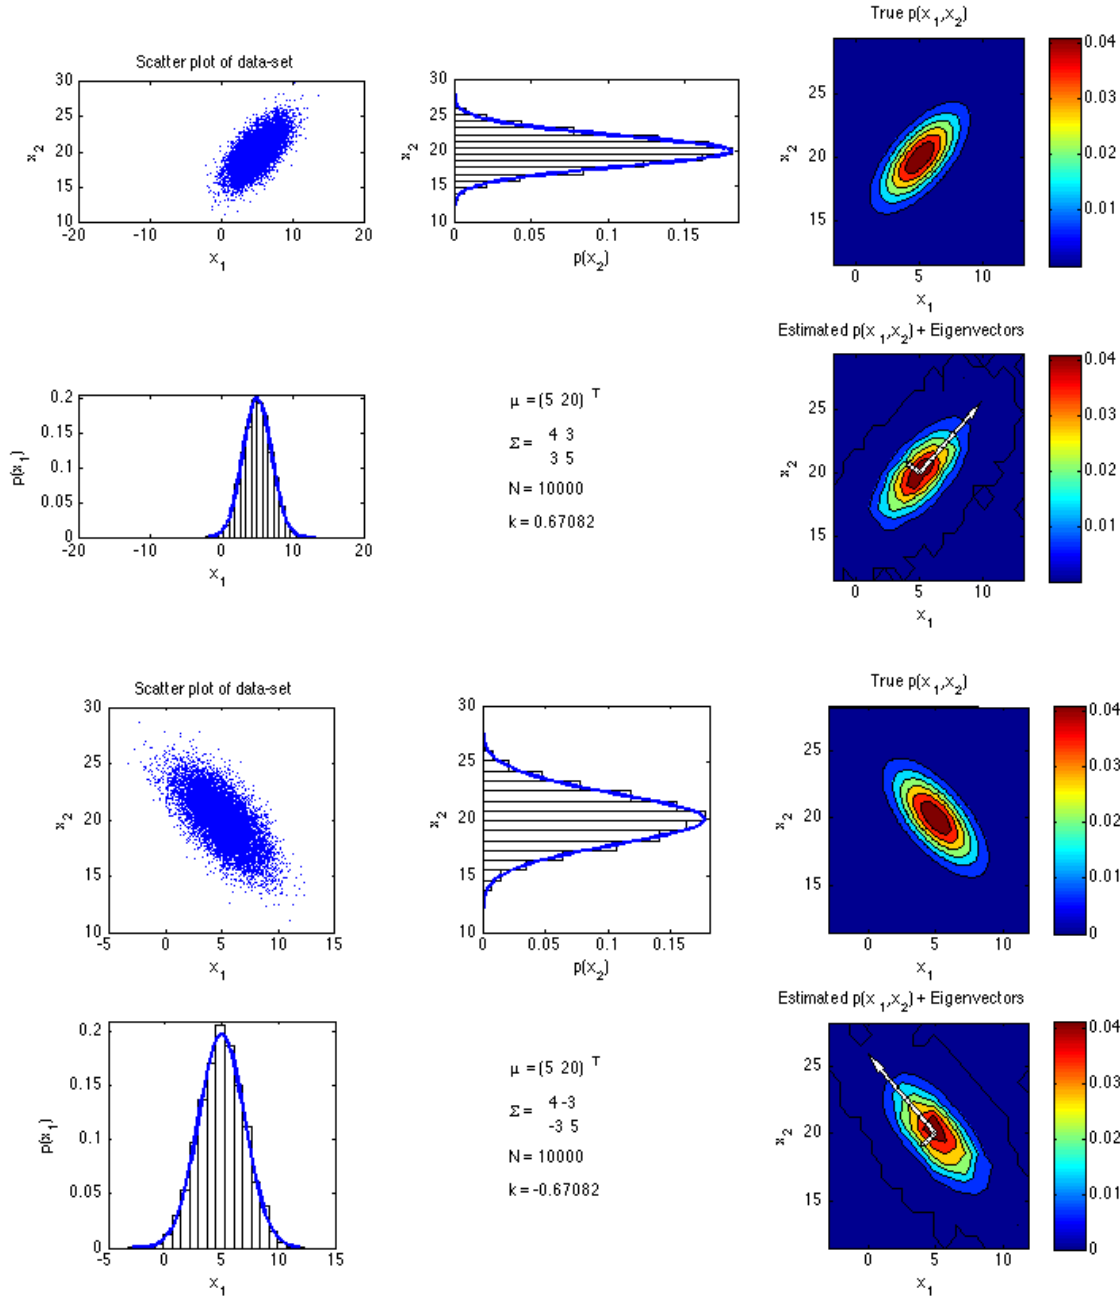 True p(x1,x2)
Scatter plot of data-set
30
25
20
15
10
x2
-20 -10 0 10 20
x1
30
25
20
15
10
x2
0 0.05 0.1 0.15
p(x2)
25
20
15
x2
0 5 10
x1
0.04
0.03
0.02
0.01
Estimated p(x1,x2) + Eigenvectors
0.2
0.15
0.1
0.05
0
p(x1)
-20 -10 0 10 20
x1
μ = (5 20) T
Σ = 4 3
3 5
N = 10000
k = 0.67082
25
20
15
x2
0 5 10
x1
0.04
0.03
0.02
0.01
Scatter plot of data-set
30
25
20
15
10
x2
-5 0 5 10 15
x1
30
25
20
15
10
x2
0 0.05 0.1 0.15
p(x2)
True p(x1,x2)
25
20
15
x2
0 5 10
x1
0.04
0.03
0.02
0.01
0
Estimated p(x1,x2) + Eigenvectors
0.2
0.15
0.1
0.05
0
p(x1)
-5 0 5 10 15
x1
μ = (5 20) T
Σ = 4 -3
-3 5
N = 10000
k = -0.67082
25
20
15
x2
0 5 10
x1
0.04
0.03
0.02
0.01
0